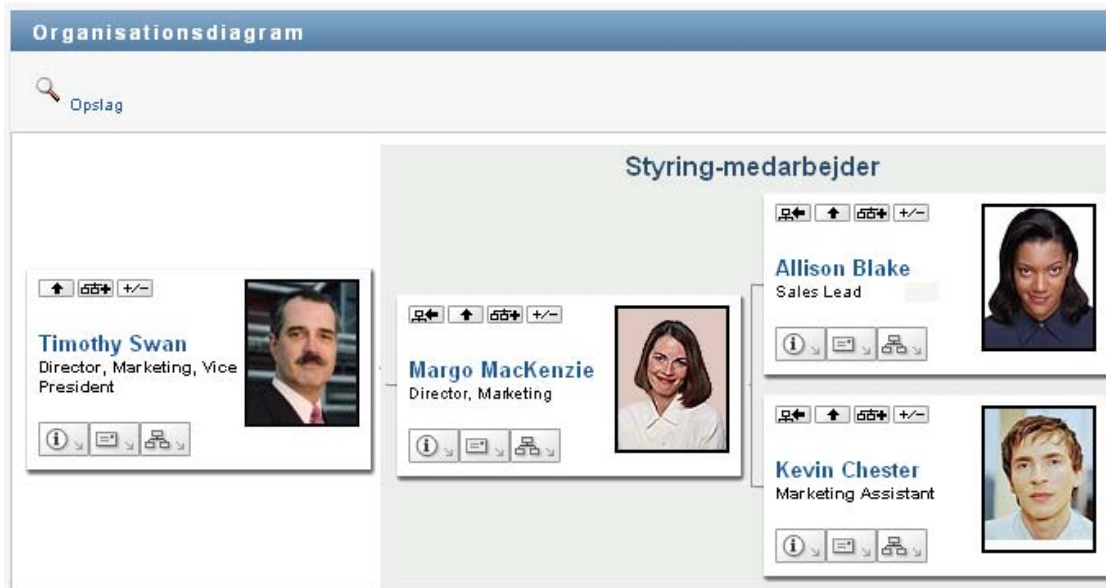 Organisationsdiagram
Opslag
Styring-medarbejder
Timothy Swan
Director, Marketing, Vice
President
Margo MacKenzie
Director, Marketing
Allison Blake
Sales Lead
Kevin Chester
Marketing Assistant